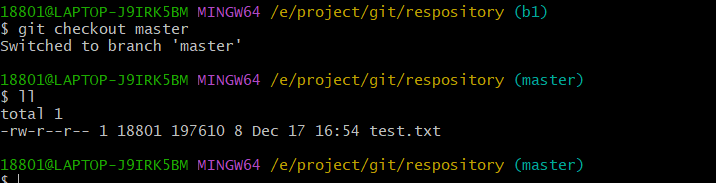 18801@LAPTOP-J9IRK5BM MINGW64 /e/project/git/respository (b1)
$ git checkout master
Switched to branch 'master'
18801@LAPTOP-J9IRK5BM MINGW64 /e/project/git/respository (master)
$ ll
total 1
-rw-r--r-- 1 18801 197610 8 Dec 17 16:54 test.txt
18801@LAPTOP-J9IRK5BM MINGW64 /e/project/git/respository (master)
$